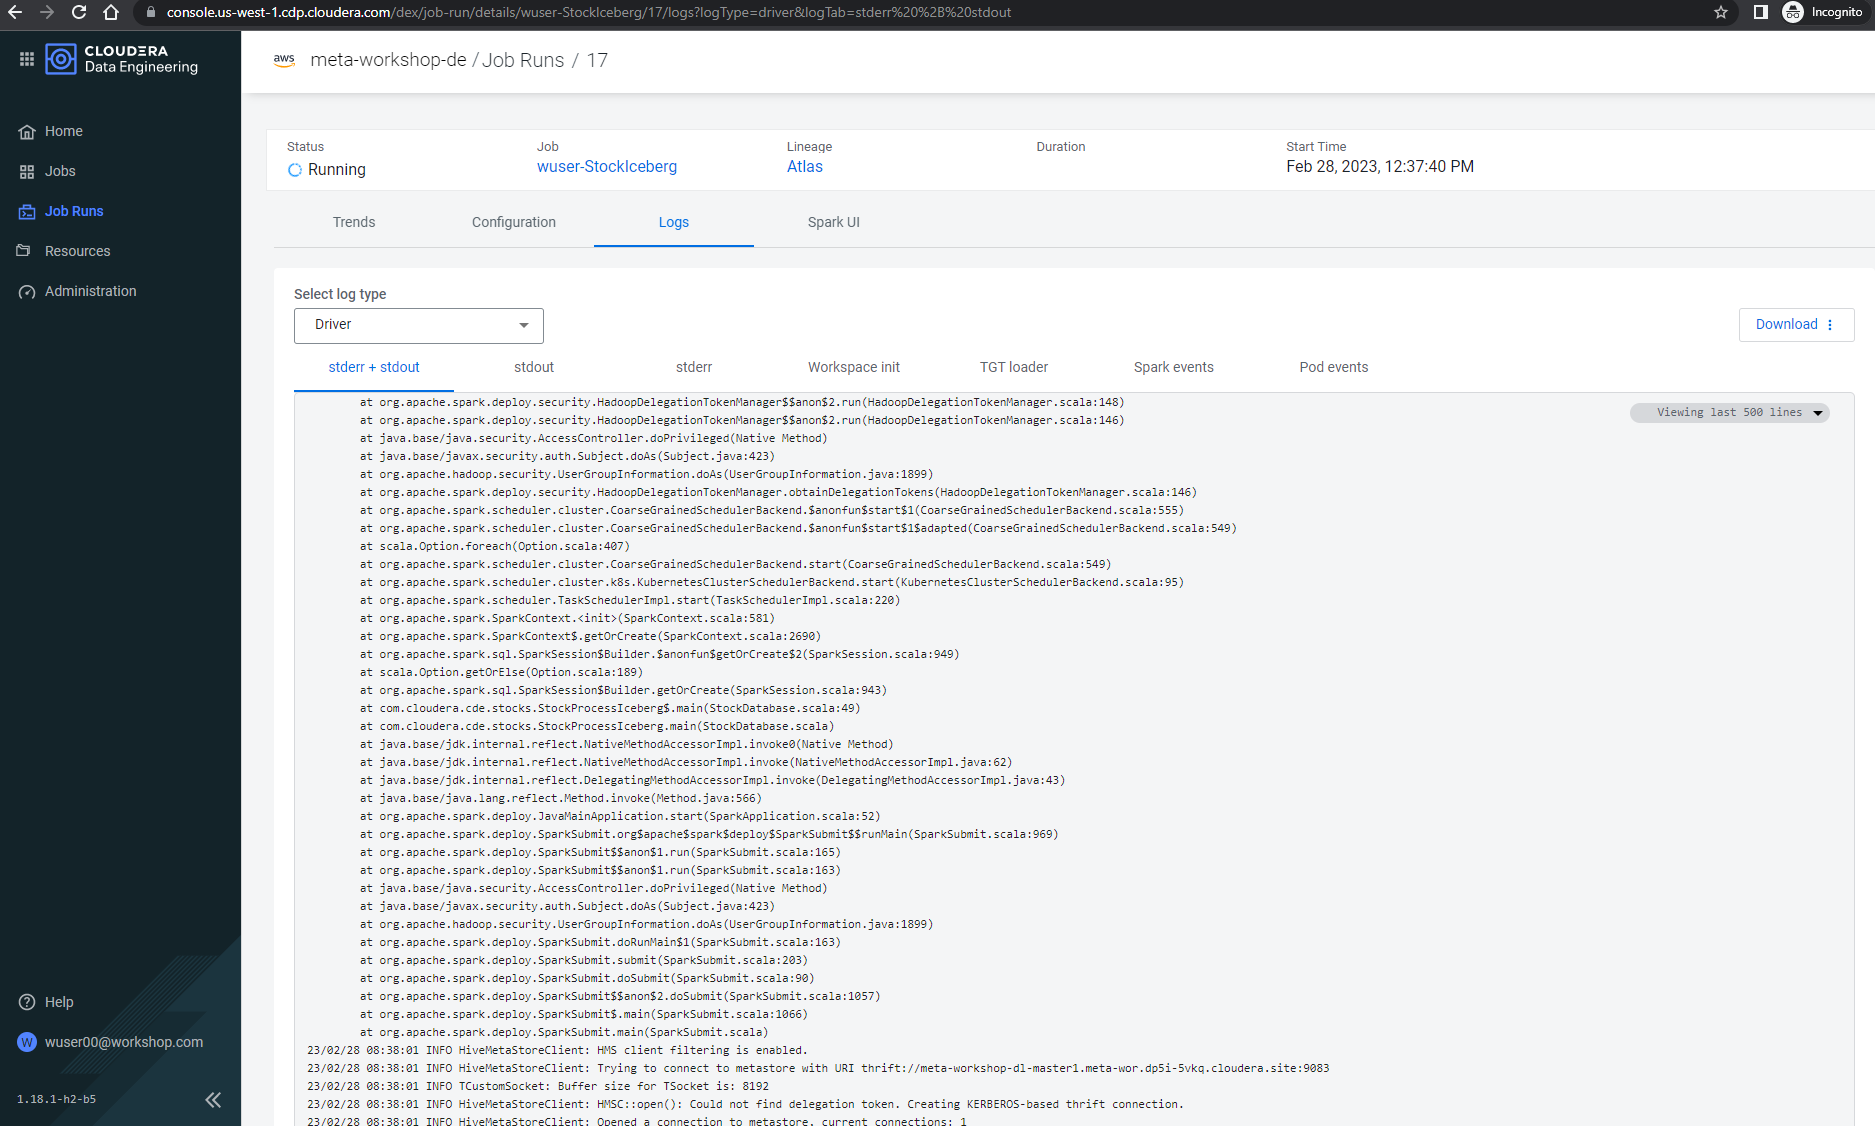 console.us-west-1.cdp.cloudera.com/dex/job-run/details/wuser-StockIceberg/17/logs?logType=driver&logTab=stderr%20%2B%20stdout
Incognito
CLOUDERA
Data Engineering
Home
Jobs
Job Runs
Resources
Administration
Help
W
wuser00@workshop.com
1.18.1-h2-b5
aws
meta-workshop-de / Job Runs / 17
Status
Running
Job
wuser-StockIceberg
Lineage
Atlas
Duration
Start Time
Feb 28, 2023, 12:37:40 PM
Trends
Configuration
Logs
Spark UI
Select log type
Driver
Download
stderr + stdout
stdout
stderr
Workspace init
TGT loader
Spark events
Pod events
Viewing last 500 lines
at org.apache.spark.deploy.security.HadoopDelegationTokenManager$$anon$2.run(HadoopDelegationTokenManager.scala:148)
at org.apache.spark.deploy.security.HadoopDelegationTokenManager$$anon$2.run(HadoopDelegationTokenManager.scala:146)
at java.base/java.security.AccessController.doPrivileged(Native Method)
at java.base/javax.security.auth.Subject.doAs(Subject.java:423)
at org.apache.hadoop.security.UserGroupInformation.doAs(UserGroupInformation.java:1899)
at org.apache.spark.deploy.security.HadoopDelegationTokenManager.obtainDelegationTokens(HadoopDelegationTokenManager.scala:146)
at org.apache.spark.scheduler.cluster.CoarseGrainedSchedulerBackend.$anonfun$start$1(CoarseGrainedSchedulerBackend.scala:555)
at org.apache.spark.scheduler.cluster.CoarseGrainedSchedulerBackend.$anonfun$start$1$adapted(CoarseGrainedSchedulerBackend.scala:549)
at scala.Option.foreach(Option.scala:407)
at org.apache.spark.scheduler.cluster.CoarseGrainedSchedulerBackend.start(CoarseGrainedSchedulerBackend.scala:549)
at org.apache.spark.scheduler.cluster.k8s.KubernetesClusterSchedulerBackend.start(KubernetesClusterSchedulerBackend.scala:95)
at org.apache.spark.scheduler.TaskSchedulerImpl.start(TaskSchedulerImpl.scala:220)
at org.apache.spark.SparkContext.<init>(SparkContext.scala:581)
at org.apache.spark.SparkContext$.getOrCreate(SparkContext.scala:2690)
at org.apache.spark.sql.SparkSession$Builder.$anonfun$getOrCreate$2(SparkSession.scala:949)
at scala.Option.getOrElse(Option.scala:189)
at org.apache.spark.sql.SparkSession$Builder.getOrCreate(SparkSession.scala:943)
at com.cloudera.cde.stocks.StockProcessIceberg$.main(StockDatabase.scala:49)
at com.cloudera.cde.stocks.StockProcessIceberg.main(StockDatabase.scala)
at java.base/jdk.internal.reflect.NativeMethodAccessorImpl.invoke0(Native Method)
at java.base/jdk.internal.reflect.NativeMethodAccessorImpl.invoke(NativeMethodAccessorImpl.java:62)
at java.base/jdk.internal.reflect.DelegatingMethodAccessorImpl.invoke(DelegatingMethodAccessorImpl.java:43)
at java.base/java.lang.reflect.Method.invoke(Method.java:566)
at org.apache.spark.deploy.JavaMainApplication.start(SparkApplication.scala:52)
at org.apache.spark.deploy.SparkSubmit.org$apache$spark$deploy$SparkSubmit$$runMain(SparkSubmit.scala:969)
at org.apache.spark.deploy.SparkSubmit$$anon$1.run(SparkSubmit.scala:165)
at org.apache.spark.deploy.SparkSubmit$$anon$1.run(SparkSubmit.scala:163)
at java.base/java.security.AccessController.doPrivileged(Native Method)
at java.base/javax.security.auth.Subject.doAs(Subject.java:423)
at org.apache.hadoop.security.UserGroupInformation.doAs(UserGroupInformation.java:1899)
at org.apache.spark.deploy.SparkSubmit.doRunMain$1(SparkSubmit.scala:163)
at org.apache.spark.deploy.SparkSubmit.submit(SparkSubmit.scala:203)
at org.apache.spark.deploy.SparkSubmit.doSubmit(SparkSubmit.scala:90)
at org.apache.spark.deploy.SparkSubmit$$anon$2.doSubmit(SparkSubmit.scala:1057)
at org.apache.spark.deploy.SparkSubmit$.main(SparkSubmit.scala:1066)
at org.apache.spark.deploy.SparkSubmit.main(SparkSubmit.scala)
23/02/28 08:38:01 INFO HiveMetaStoreClient: HMS client filtering is enabled.
23/02/28 08:38:01 INFO HiveMetaStoreClient: Trying to connect to metastore with URI thrift://meta-workshop-dl-master1.meta-wor.dp5i-5vkq.cloudera.site:9083
23/02/28 08:38:01 INFO TCustomSocket: Buffer size for TSocket is: 8192
23/02/28 08:38:01 INFO HiveMetaStoreClient: HMSC::open(): Could not find delegation token. Creating KERBEROS-based thrift connection.
23/02/28 08:38:01 INFO HiveMetaStoreClient: Opened a connection to metastore, current connections: 1